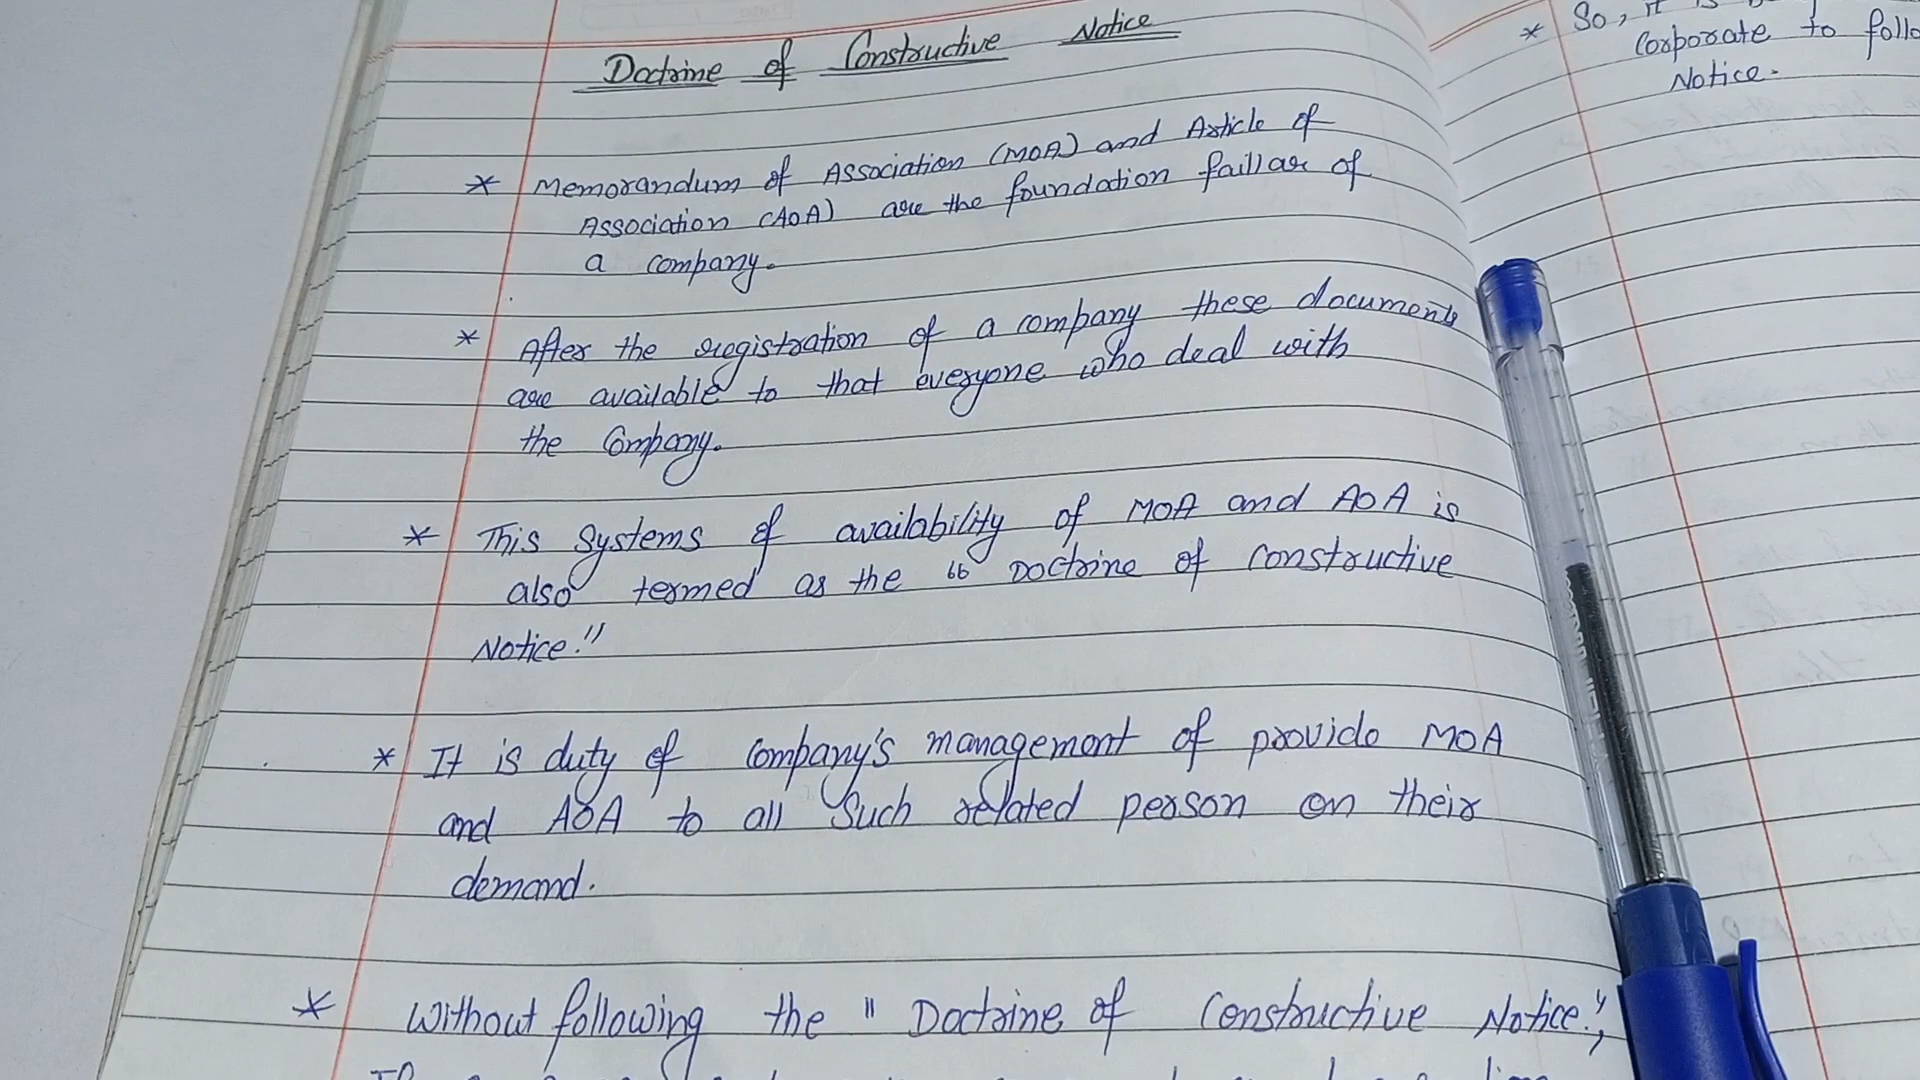 Doctrine of Constructive Notice
* Memorandum of Association (MOA) and Article of
Association (AOA) are the foundation faillar of
a company.
* After the registration of a company these documents
are available to that everyone who deal with
the Company.
* This Systems of availability of MOA and AOA is
also termed as the “ Doctrine of Constructive
Notice."
* It is duty of Company's management of provide MOA
and AOA to all Such related person on their
demand.
* Without following the " Doctrine of Constructive Notice.",
* So, it is
Corporate to follo
Notice.